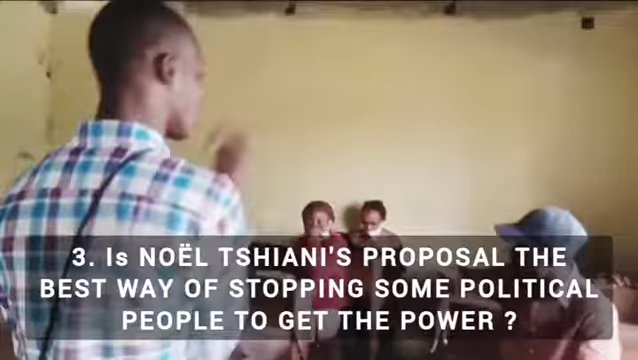 3. Is NOËL TSHIANI'S PROPOSAL THE
BEST WAY OF STOPPING SOME POLITICAL
PEOPLE TO GET THE POWER ?